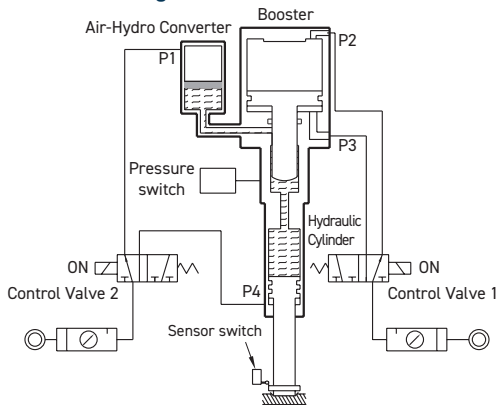 Booster
Air-Hydro Converter
P1
P2
P3
Pressure
switch
Hydraulic
Cylinder
ON
ON
Control Valve 2
P4
Control Valve 1
Sensor switch